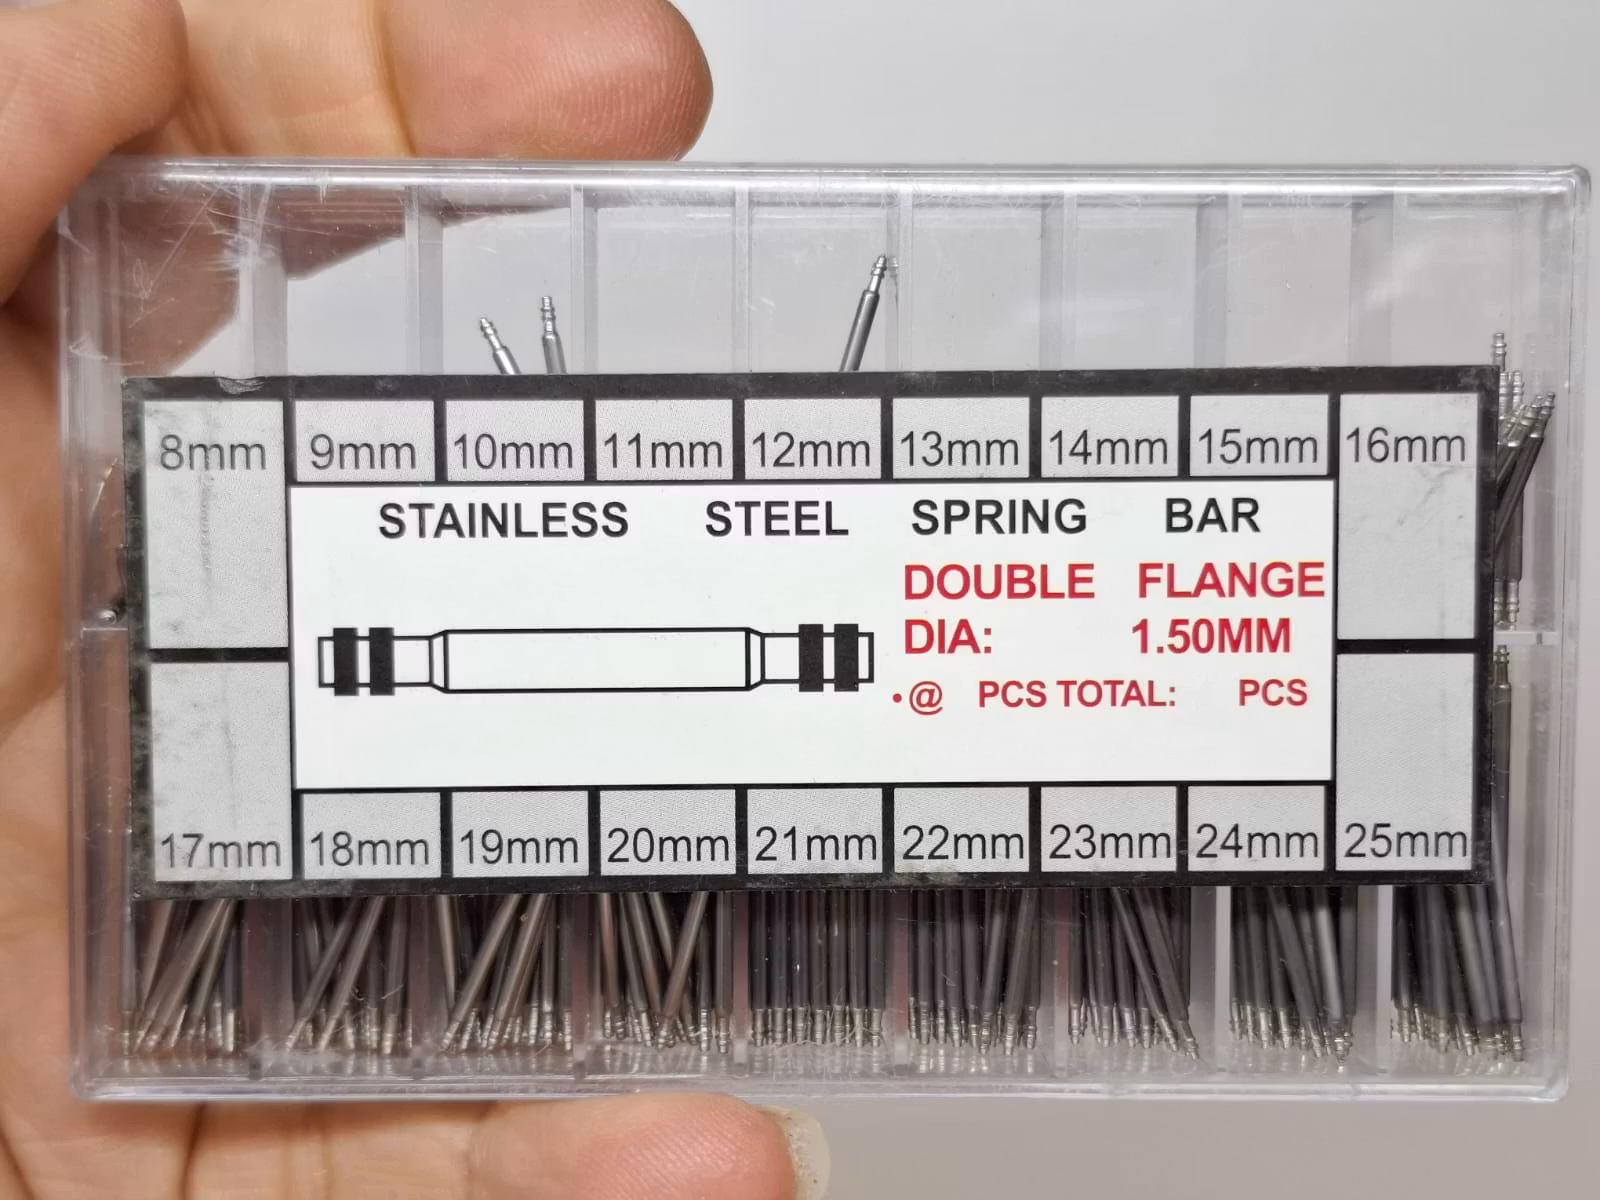 8mm 9mm 10mm 11mm 12mm 13mm 14mm 15mm 16mm
STAINLESS STEEL SPRING BAR
DOUBLE FLANGE
DIA: 1.50MM
•@ PCS TOTAL: PCS
17mm 18mm 19mm 20mm 21mm 22mm 23mm 24mm 25mm